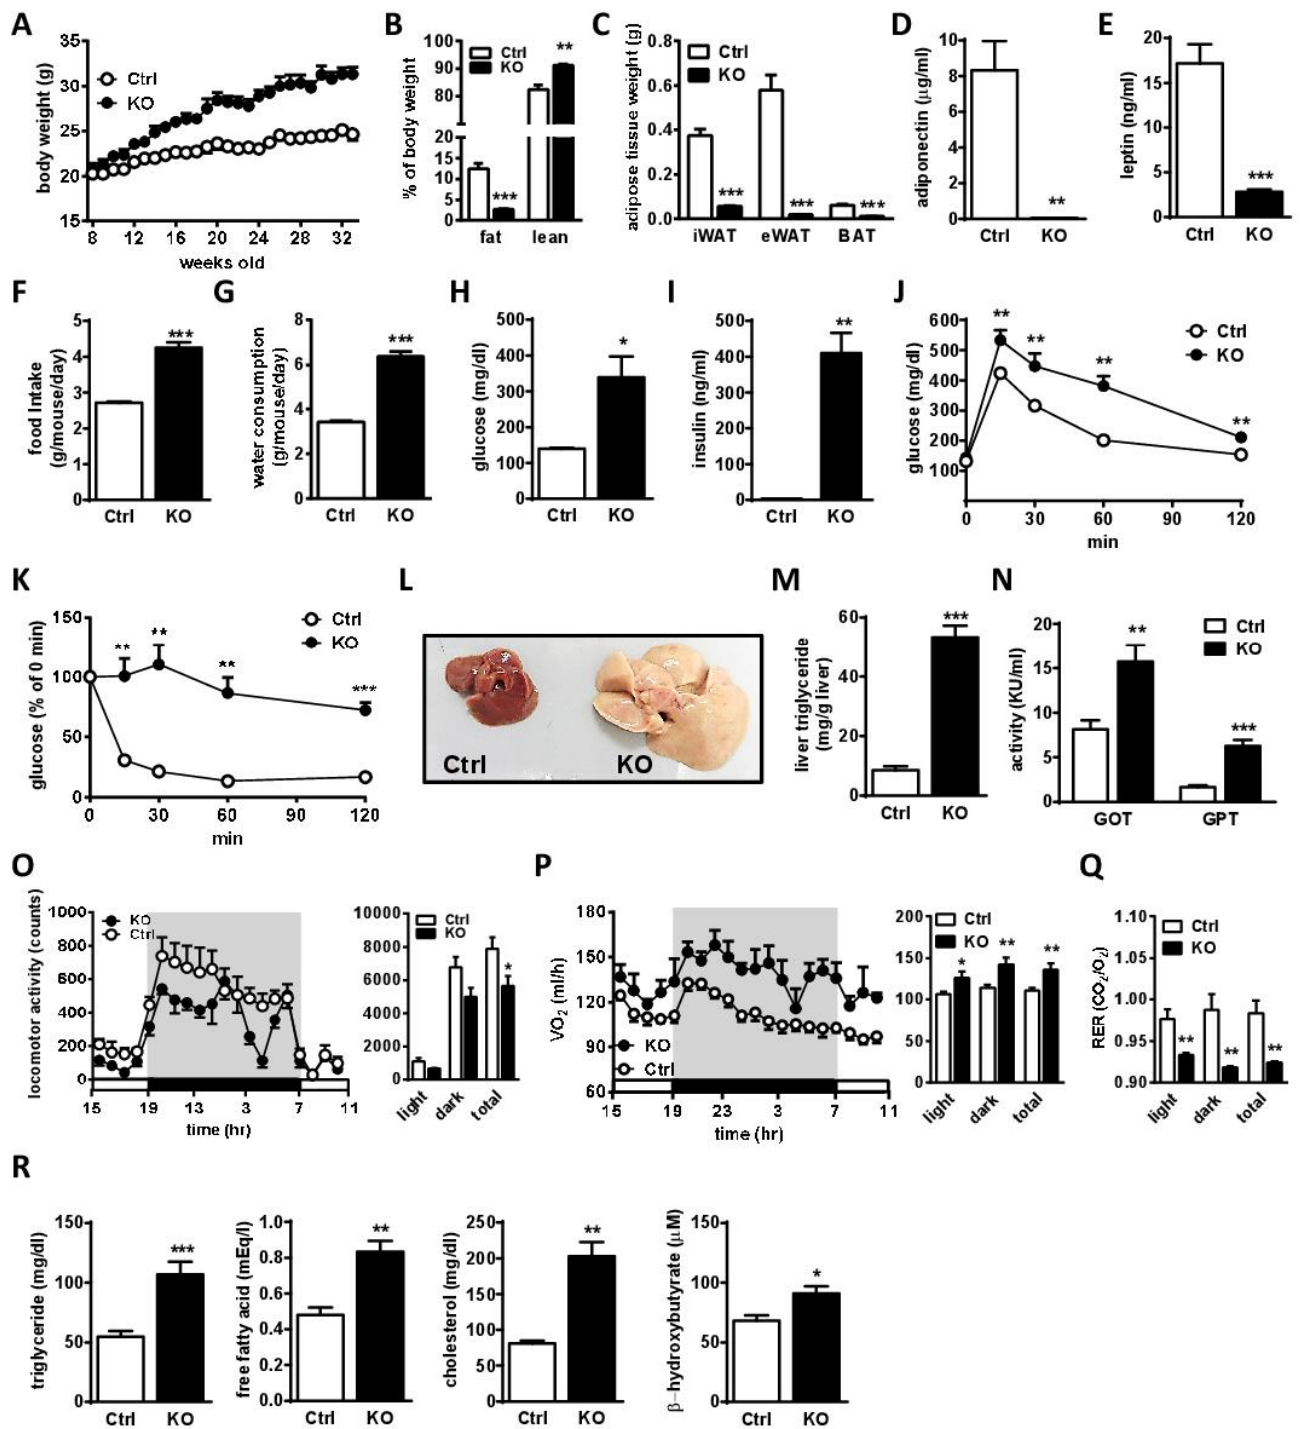 A
body weight (g)
35
30
25
20
15
Ctrl
KO
8 12 16 20 24 28 32
weeks old
B
% of body weight
100
90
80
20
15
10
5
0
Ctrl
KO
**
***
fat lean
C
adipose tissue weight (g)
0.8
0.6
0.4
0.2
0.0
Ctrl
KO
*** *** ***
iWAT eWAT BAT
D
adiponectin (μg/ml)
10
8
6
4
2
0
**
Ctrl KO
E
leptin (ng/ml)
20
15
10
5
0
***
Ctrl KO
F
food Intake
(g/mouse/day)
5
4
3
2
1
0
***
Ctrl KO
G
water consumption
(g/mouse/day)
8
6
4
2
0
***
Ctrl KO
H
glucose (mg/dl)
500
400
300
200
100
0
*
Ctrl KO
I
insulin (ng/ml)
500
400
300
200
100
0
**
Ctrl KO
J
glucose (mg/dl)
600
500
400
300
200
100
** ** ** **
Ctrl
KO
0 30 60 90 120
min
K
glucose (% of 0 min)
150
100
50
0
** ** ** ***
Ctrl
KO
0 30 60 90 120
min
L
Ctrl KO
M
liver triglyceride
(mg/g liver)
60
40
20
0
***
Ctrl KO
N
activity (KU/ml)
20
15
10
5
0
Ctrl
KO
** ***
GOT GPT
O
locomotor activity (counts)
1000
800
600
400
200
0
KO
Ctrl
15 19 13 3 7 11
time (hr)
10000
8000
6000
4000
2000
0
Ctrl
KO
*
light dark total
P
VO2 (ml/h)
180
150
120
90
60
KO
Ctrl
15 19 23 3 7 11
time (hr)
200
150
100
50
0
Ctrl
KO
* ** **
light dark total
Q
RER (CO2/O2)
1.10
1.05
1.00
0.95
0.90
Ctrl
KO
** ** **
light dark total
R
triglyceride (mg/dl)
150
100
50
0
***
Ctrl KO
free fatty acid (mEq/l)
1.0
0.8
0.6
0.4
0.2
0.0
**
Ctrl KO
cholesterol (mg/dl)
250
200
150
100
50
0
**
Ctrl KO
β−hydroxybutyrate (μM)
150
100
50
0
*
Ctrl KO